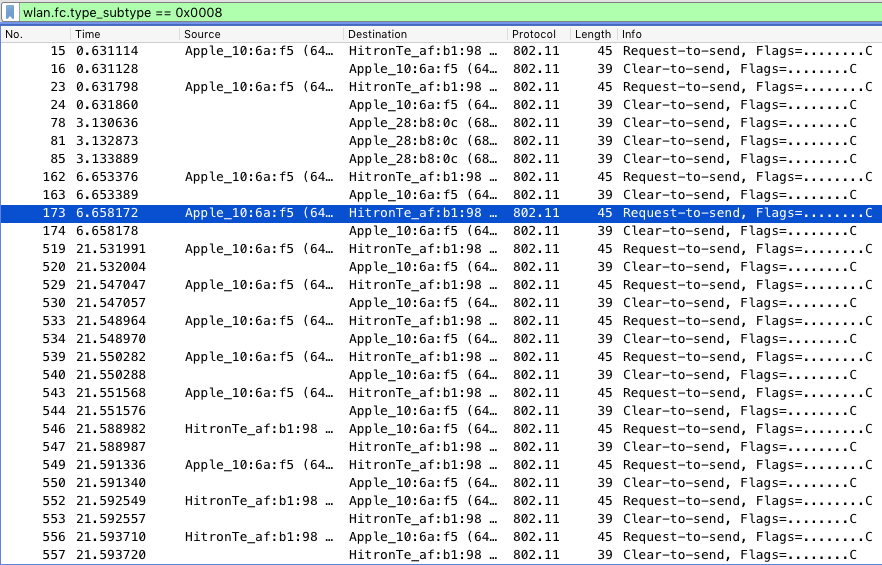 wlan.fc.type_subtype == 0x0008
No. Time Source Destination Protocol Length Info
15 0.631114 Apple_10:6a:f5 (64… HitronTe_af:b1:98 … 802.11 45 Request-to-send, Flags=........C
16 0.631128 Apple_10:6a:f5 (64… 802.11 39 Clear-to-send, Flags=........C
23 0.631798 Apple_10:6a:f5 (64… HitronTe_af:b1:98 … 802.11 45 Request-to-send, Flags=........C
24 0.631860 Apple_10:6a:f5 (64… 802.11 39 Clear-to-send, Flags=........C
78 3.130636 Apple_28:b8:0c (68… 802.11 39 Clear-to-send, Flags=........C
81 3.132873 Apple_28:b8:0c (68… 802.11 39 Clear-to-send, Flags=........C
85 3.133889 Apple_28:b8:0c (68… 802.11 39 Clear-to-send, Flags=........C
162 6.653376 Apple_10:6a:f5 (64… HitronTe_af:b1:98 … 802.11 45 Request-to-send, Flags=........C
163 6.653389 Apple_10:6a:f5 (64… 802.11 39 Clear-to-send, Flags=........C
173 6.658172 Apple_10:6a:f5 (64… HitronTe_af:b1:98 … 802.11 45 Request-to-send, Flags=........C
174 6.658178 Apple_10:6a:f5 (64… 802.11 39 Clear-to-send, Flags=........C
519 21.531991 Apple_10:6a:f5 (64… HitronTe_af:b1:98 … 802.11 45 Request-to-send, Flags=........C
520 21.532004 Apple_10:6a:f5 (64… 802.11 39 Clear-to-send, Flags=........C
529 21.547047 Apple_10:6a:f5 (64… HitronTe_af:b1:98 … 802.11 45 Request-to-send, Flags=........C
530 21.547057 Apple_10:6a:f5 (64… 802.11 39 Clear-to-send, Flags=........C
533 21.548964 Apple_10:6a:f5 (64… HitronTe_af:b1:98 … 802.11 45 Request-to-send, Flags=........C
534 21.548970 Apple_10:6a:f5 (64… 802.11 39 Clear-to-send, Flags=........C
539 21.550282 Apple_10:6a:f5 (64… HitronTe_af:b1:98 … 802.11 45 Request-to-send, Flags=........C
540 21.550288 Apple_10:6a:f5 (64… 802.11 39 Clear-to-send, Flags=........C
543 21.551568 Apple_10:6a:f5 (64… HitronTe_af:b1:98 … 802.11 45 Request-to-send, Flags=........C
544 21.551576 Apple_10:6a:f5 (64… 802.11 39 Clear-to-send, Flags=........C
546 21.588982 HitronTe_af:b1:98 … Apple_10:6a:f5 (64… 802.11 45 Request-to-send, Flags=........C
547 21.588987 HitronTe_af:b1:98 … 802.11 39 Clear-to-send, Flags=........C
549 21.591336 Apple_10:6a:f5 (64… HitronTe_af:b1:98 … 802.11 45 Request-to-send, Flags=........C
550 21.591340 Apple_10:6a:f5 (64… 802.11 39 Clear-to-send, Flags=........C
552 21.592549 HitronTe_af:b1:98 … Apple_10:6a:f5 (64… 802.11 45 Request-to-send, Flags=........C
553 21.592557 HitronTe_af:b1:98 … 802.11 39 Clear-to-send, Flags=........C
556 21.593710 HitronTe_af:b1:98 … Apple_10:6a:f5 (64… 802.11 45 Request-to-send, Flags=........C
557 21.593720 HitronTe_af:b1:98 … 802.11 39 Clear-to-send, Flags=........C